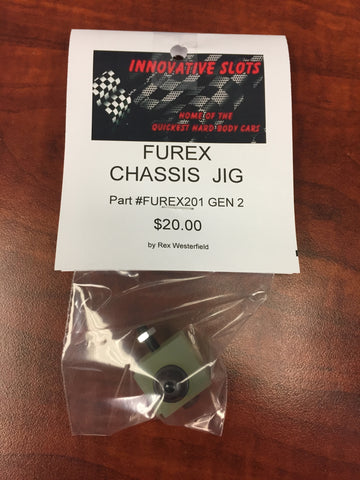 INNOVATIVE SLOTS
HOME OF THE
QUICKEST HARD BODY CARS
FUREX
CHASSIS JIG
Part #FUREX201 GEN 2
$20.00
by Rex Westerfield